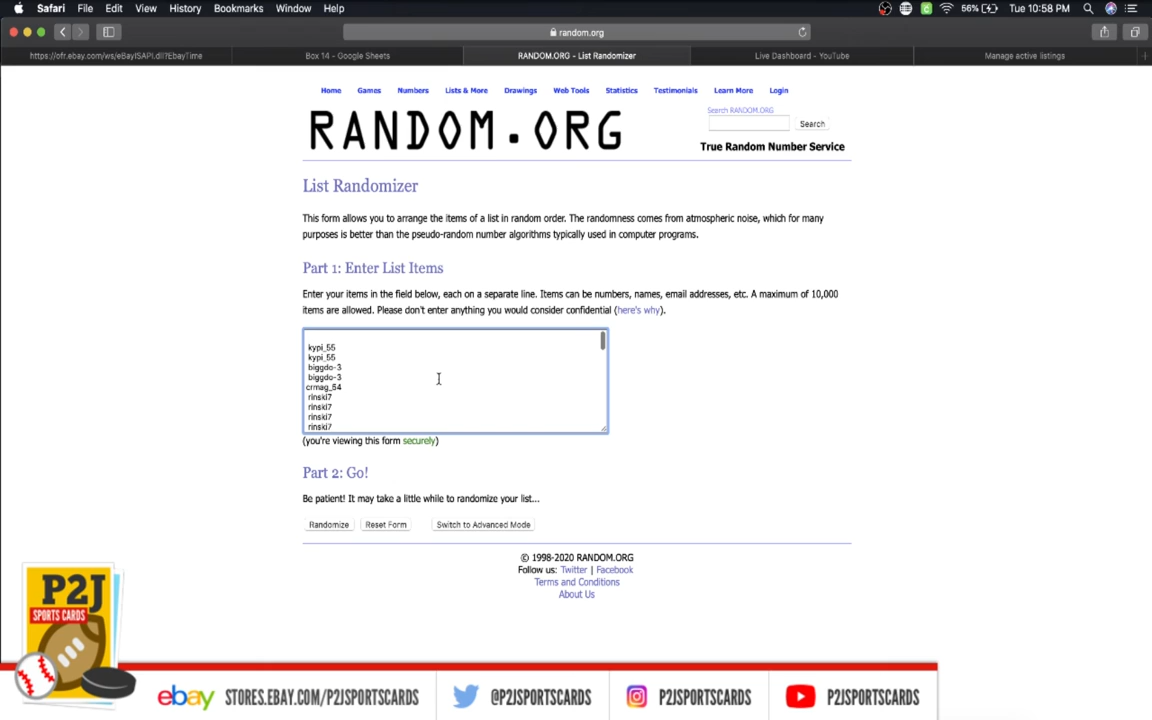 Safari File Edit View History Bookmarks Window Help 66% Tue 10:58 PM
random.org
https://ofr.ebay.com/ws/eBayISAPI.dll?EbayTime Box 14 - Google Sheets RANDOM.ORG - List Randomizer Live Dashboard - YouTube Manage active listings
Home Games Numbers Lists & More Drawings Web Tools Statistics Testimonials Learn More Login
RANDOM.ORG
Search RANDOM.ORG
Search
True Random Number Service
List Randomizer
This form allows you to arrange the items of a list in random order. The randomness comes from atmospheric noise, which for many
purposes is better than the pseudo-random number algorithms typically used in computer programs.
Part 1: Enter List Items
Enter your items in the field below, each on a separate line. Items can be numbers, names, email addresses, etc. A maximum of 10,000
items are allowed. Please don't enter anything you would consider confidential (here's why).
kypi_55
kypi_55
biggdo-3
biggdo-3
crmag_54
rinski7
rinski7
rinski7
rinski7
(you're viewing this form securely)
Part 2: Go!
Be patient! It may take a little while to randomize your list...
Randomize Reset Form Switch to Advanced Mode
© 1998-2020 RANDOM.ORG
Follow us: Twitter | Facebook
Terms and Conditions
About Us
P2J
SPORTS CARDS
ebay STORES.EBAY.COM/P2JSPORTSCARDS @P2JSPORTSCARDS P2JSPORTSCARDS P2JSPORTSCARDS